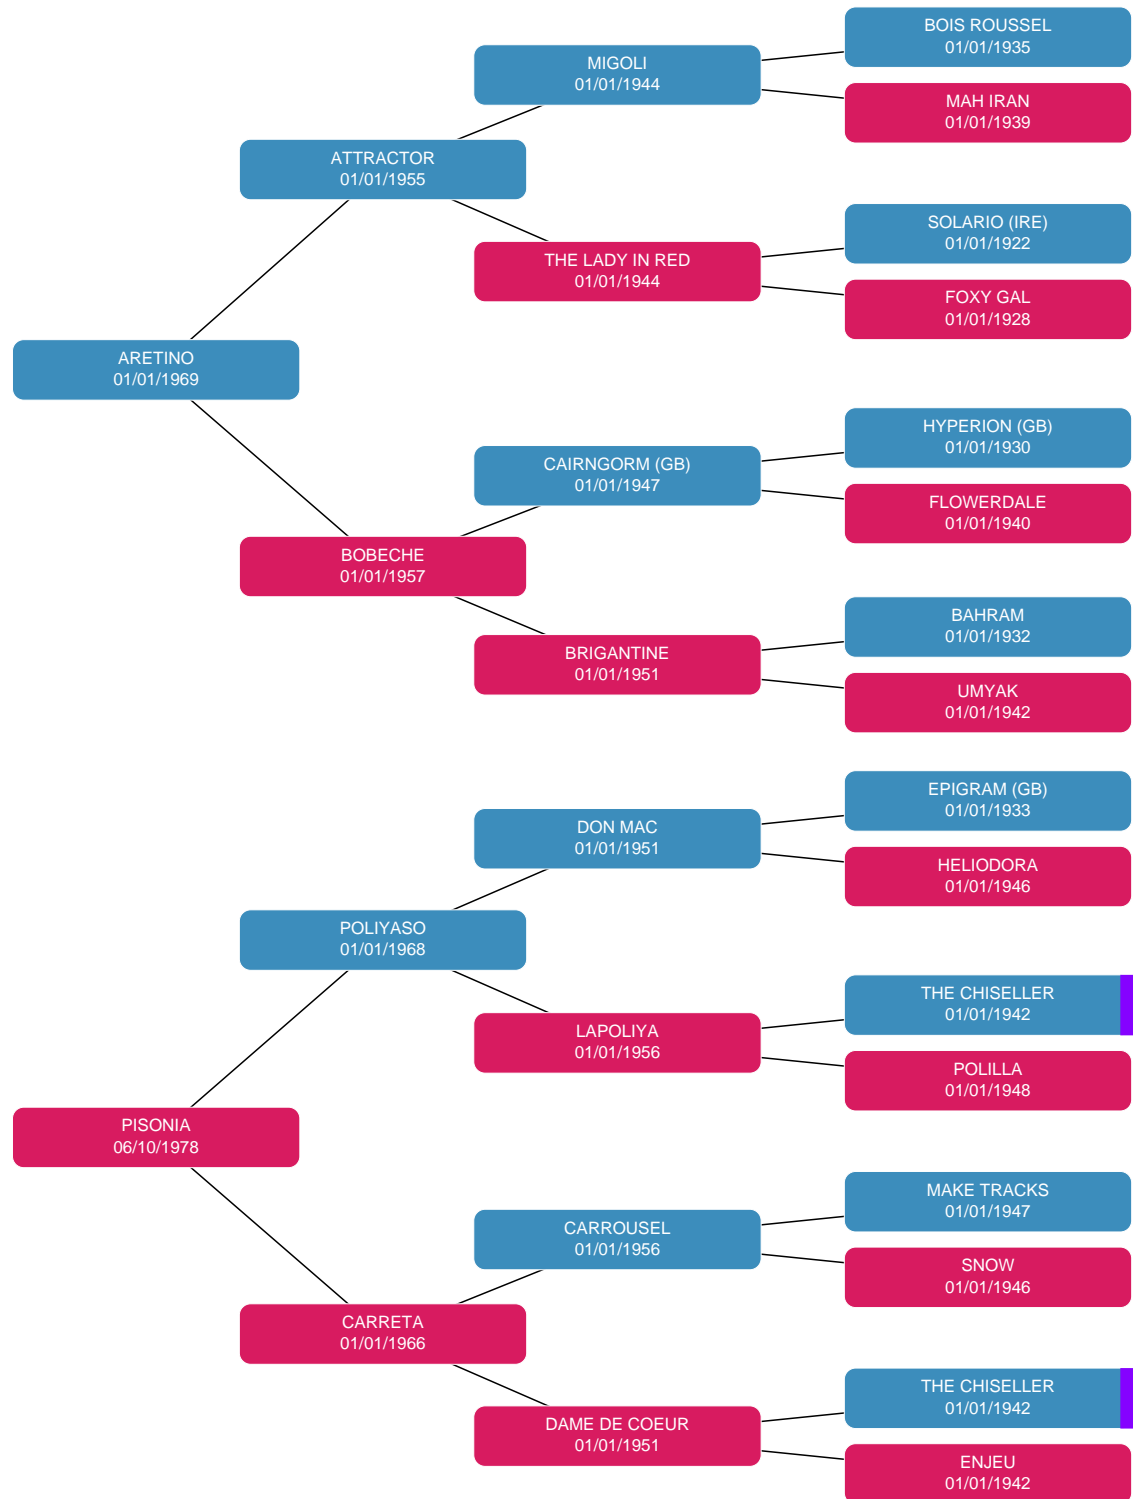 BOIS ROUSSEL
01/01/1935
MIGOLI
01/01/1944
MAH IRAN
01/01/1939
ATTRACTOR
01/01/1955
SOLARIO (IRE)
01/01/1922
THE LADY IN RED
01/01/1944
FOXY GAL
01/01/1928
ARETINO
01/01/1969
HYPERION (GB)
01/01/1930
CAIRNGORM (GB)
01/01/1947
FLOWERDALE
01/01/1940
BOBECHE
01/01/1957
BAHRAM
01/01/1932
BRIGANTINE
01/01/1951
UMYAK
01/01/1942
EPIGRAM (GB)
01/01/1933
DON MAC
01/01/1951
HELIODORA
01/01/1946
POLIYASO
01/01/1968
THE CHISELLER
01/01/1942
LAPOLIYA
01/01/1956
POLILLA
01/01/1948
PISONIA
06/10/1978
MAKE TRACKS
01/01/1947
CARROUSEL
01/01/1956
SNOW
01/01/1946
CARRETA
01/01/1966
THE CHISELLER
01/01/1942
DAME DE COEUR
01/01/1951
ENJEU
01/01/1942